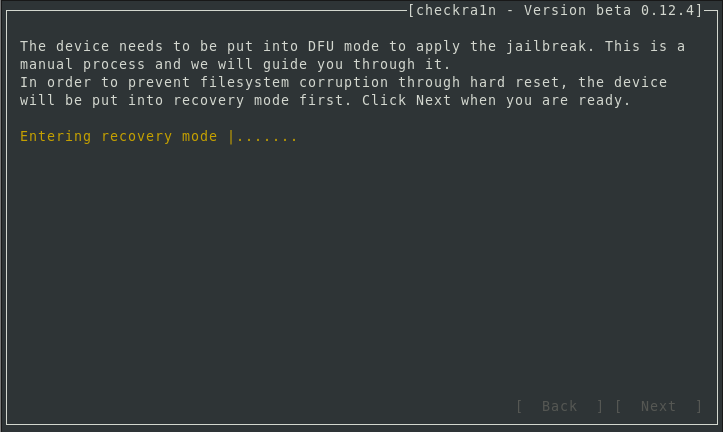 [checkra1n - Version beta 0.12.4]
The device needs to be put into DFU mode to apply the jailbreak. This is a
manual process and we will guide you through it.
In order to prevent filesystem corruption through hard reset, the device
will be put into recovery mode first. Click Next when you are ready.
Entering recovery mode |.......
[  Back  ] [  Next  ]